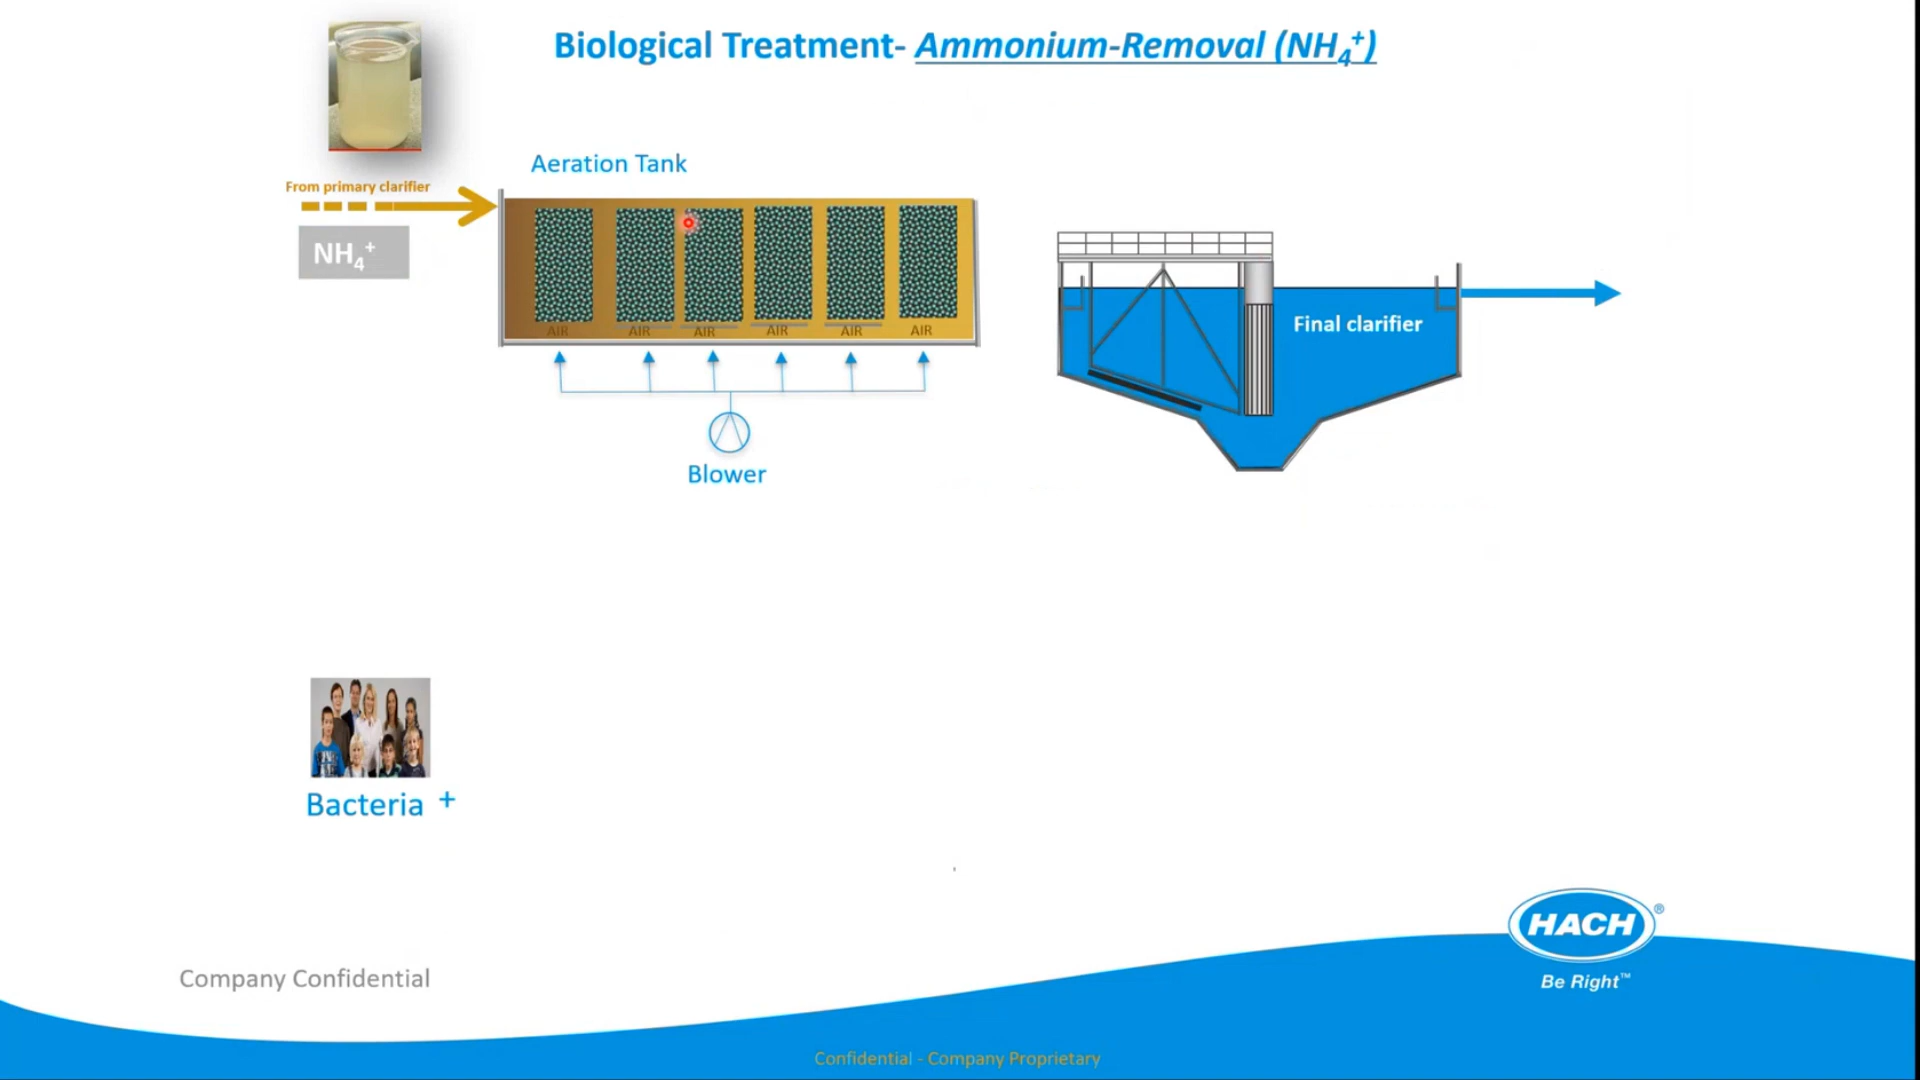 Biological Treatment- Ammonium-Removal (NH₄⁺)
Aeration Tank
From primary clarifier
NH₄⁺
AIR AIR AIR AIR AIR AIR
Final clarifier
Blower
Bacteria +
HACH®
Be Right™
Company Confidential
Confidential - Company Proprietary